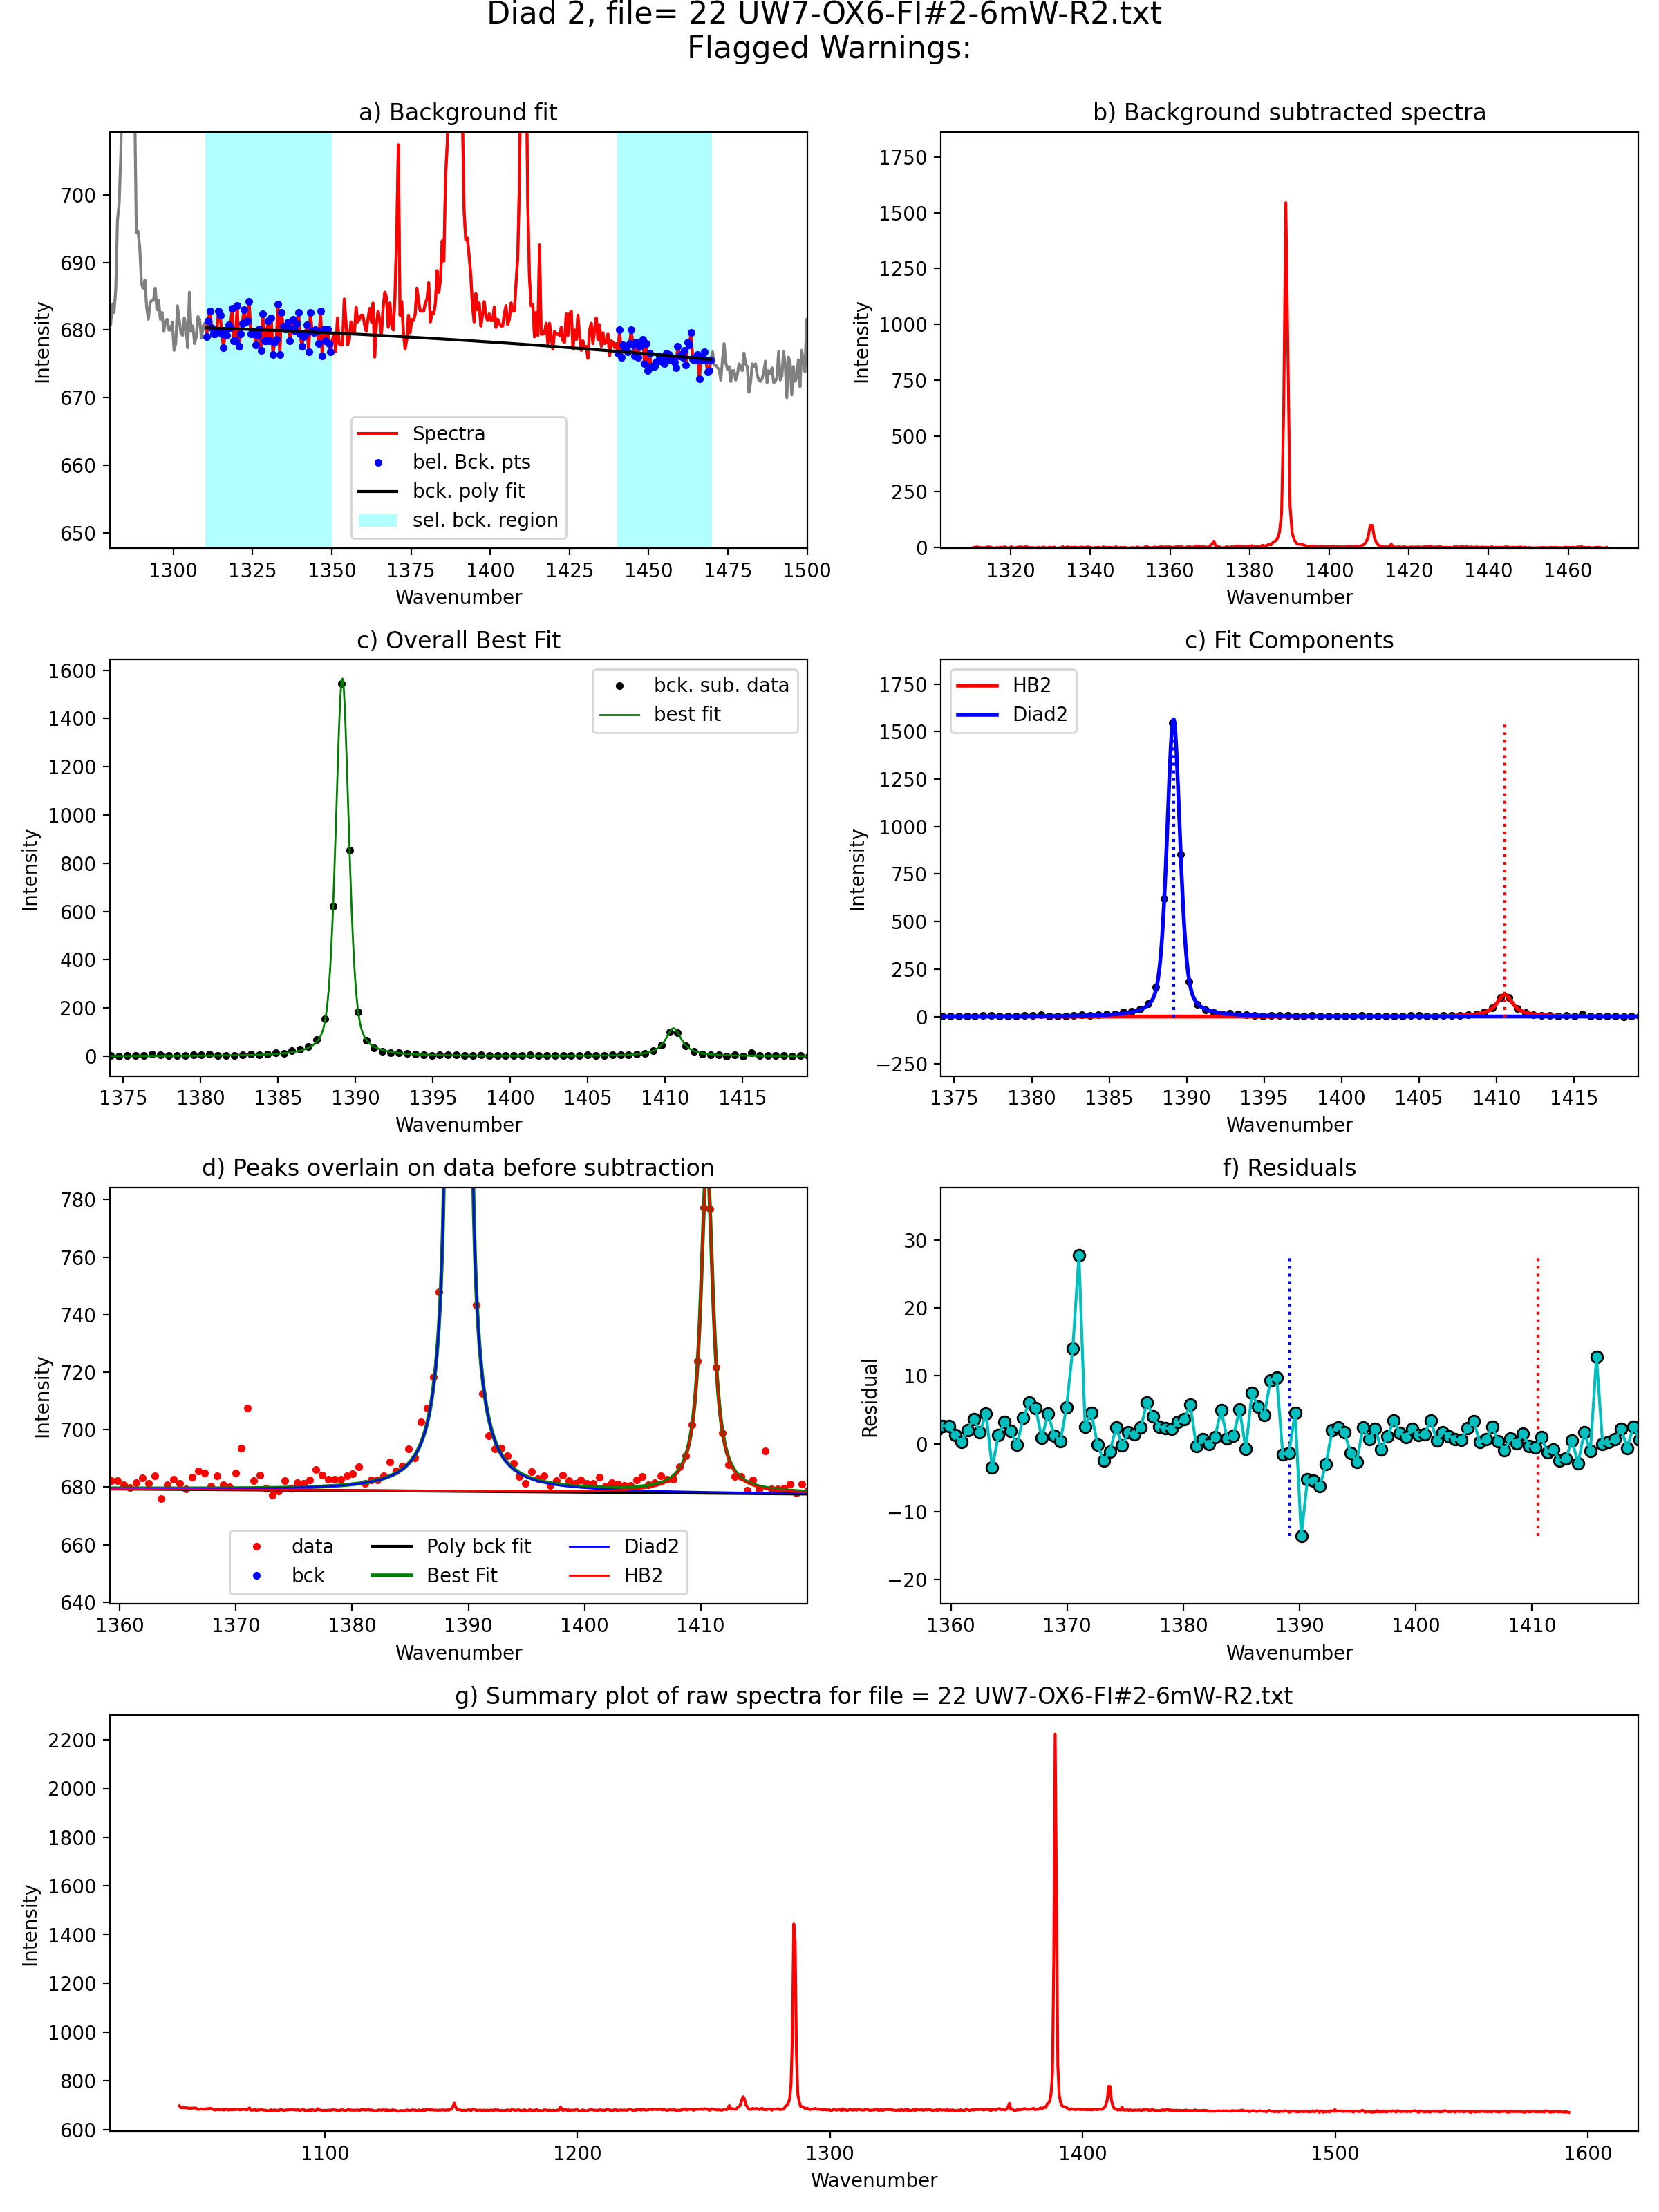 Diad 2, file= 22 UW7-OX6-FI#2-6mW-R2.txt
Flagged Warnings:
a) Background fit
Intensity
700
690
680
670
660
650
Spectra
bel. Bck. pts
bck. poly fit
sel. bck. region
1300 1325 1350 1375 1400 1425 1450 1475 1500
Wavenumber
b) Background subtracted spectra
Intensity
1750
1500
1250
1000
750
500
250
0
1320 1340 1360 1380 1400 1420 1440 1460
Wavenumber
c) Overall Best Fit
Intensity
1600
1400
1200
1000
800
600
400
200
0
bck. sub. data
best fit
1375 1380 1385 1390 1395 1400 1405 1410 1415
Wavenumber
c) Fit Components
Intensity
1750
1500
1250
1000
750
500
250
0
−250
HB2
Diad2
1375 1380 1385 1390 1395 1400 1405 1410 1415
Wavenumber
d) Peaks overlain on data before subtraction
Intensity
780
760
740
720
700
680
660
640
data Poly bck fit Diad2
bck Best Fit HB2
1360 1370 1380 1390 1400 1410
Wavenumber
f) Residuals
Residual
30
20
10
0
−10
−20
1360 1370 1380 1390 1400 1410
Wavenumber
g) Summary plot of raw spectra for file = 22 UW7-OX6-FI#2-6mW-R2.txt
Intensity
2200
2000
1800
1600
1400
1200
1000
800
600
1100 1200 1300 1400 1500 1600
Wavenumber